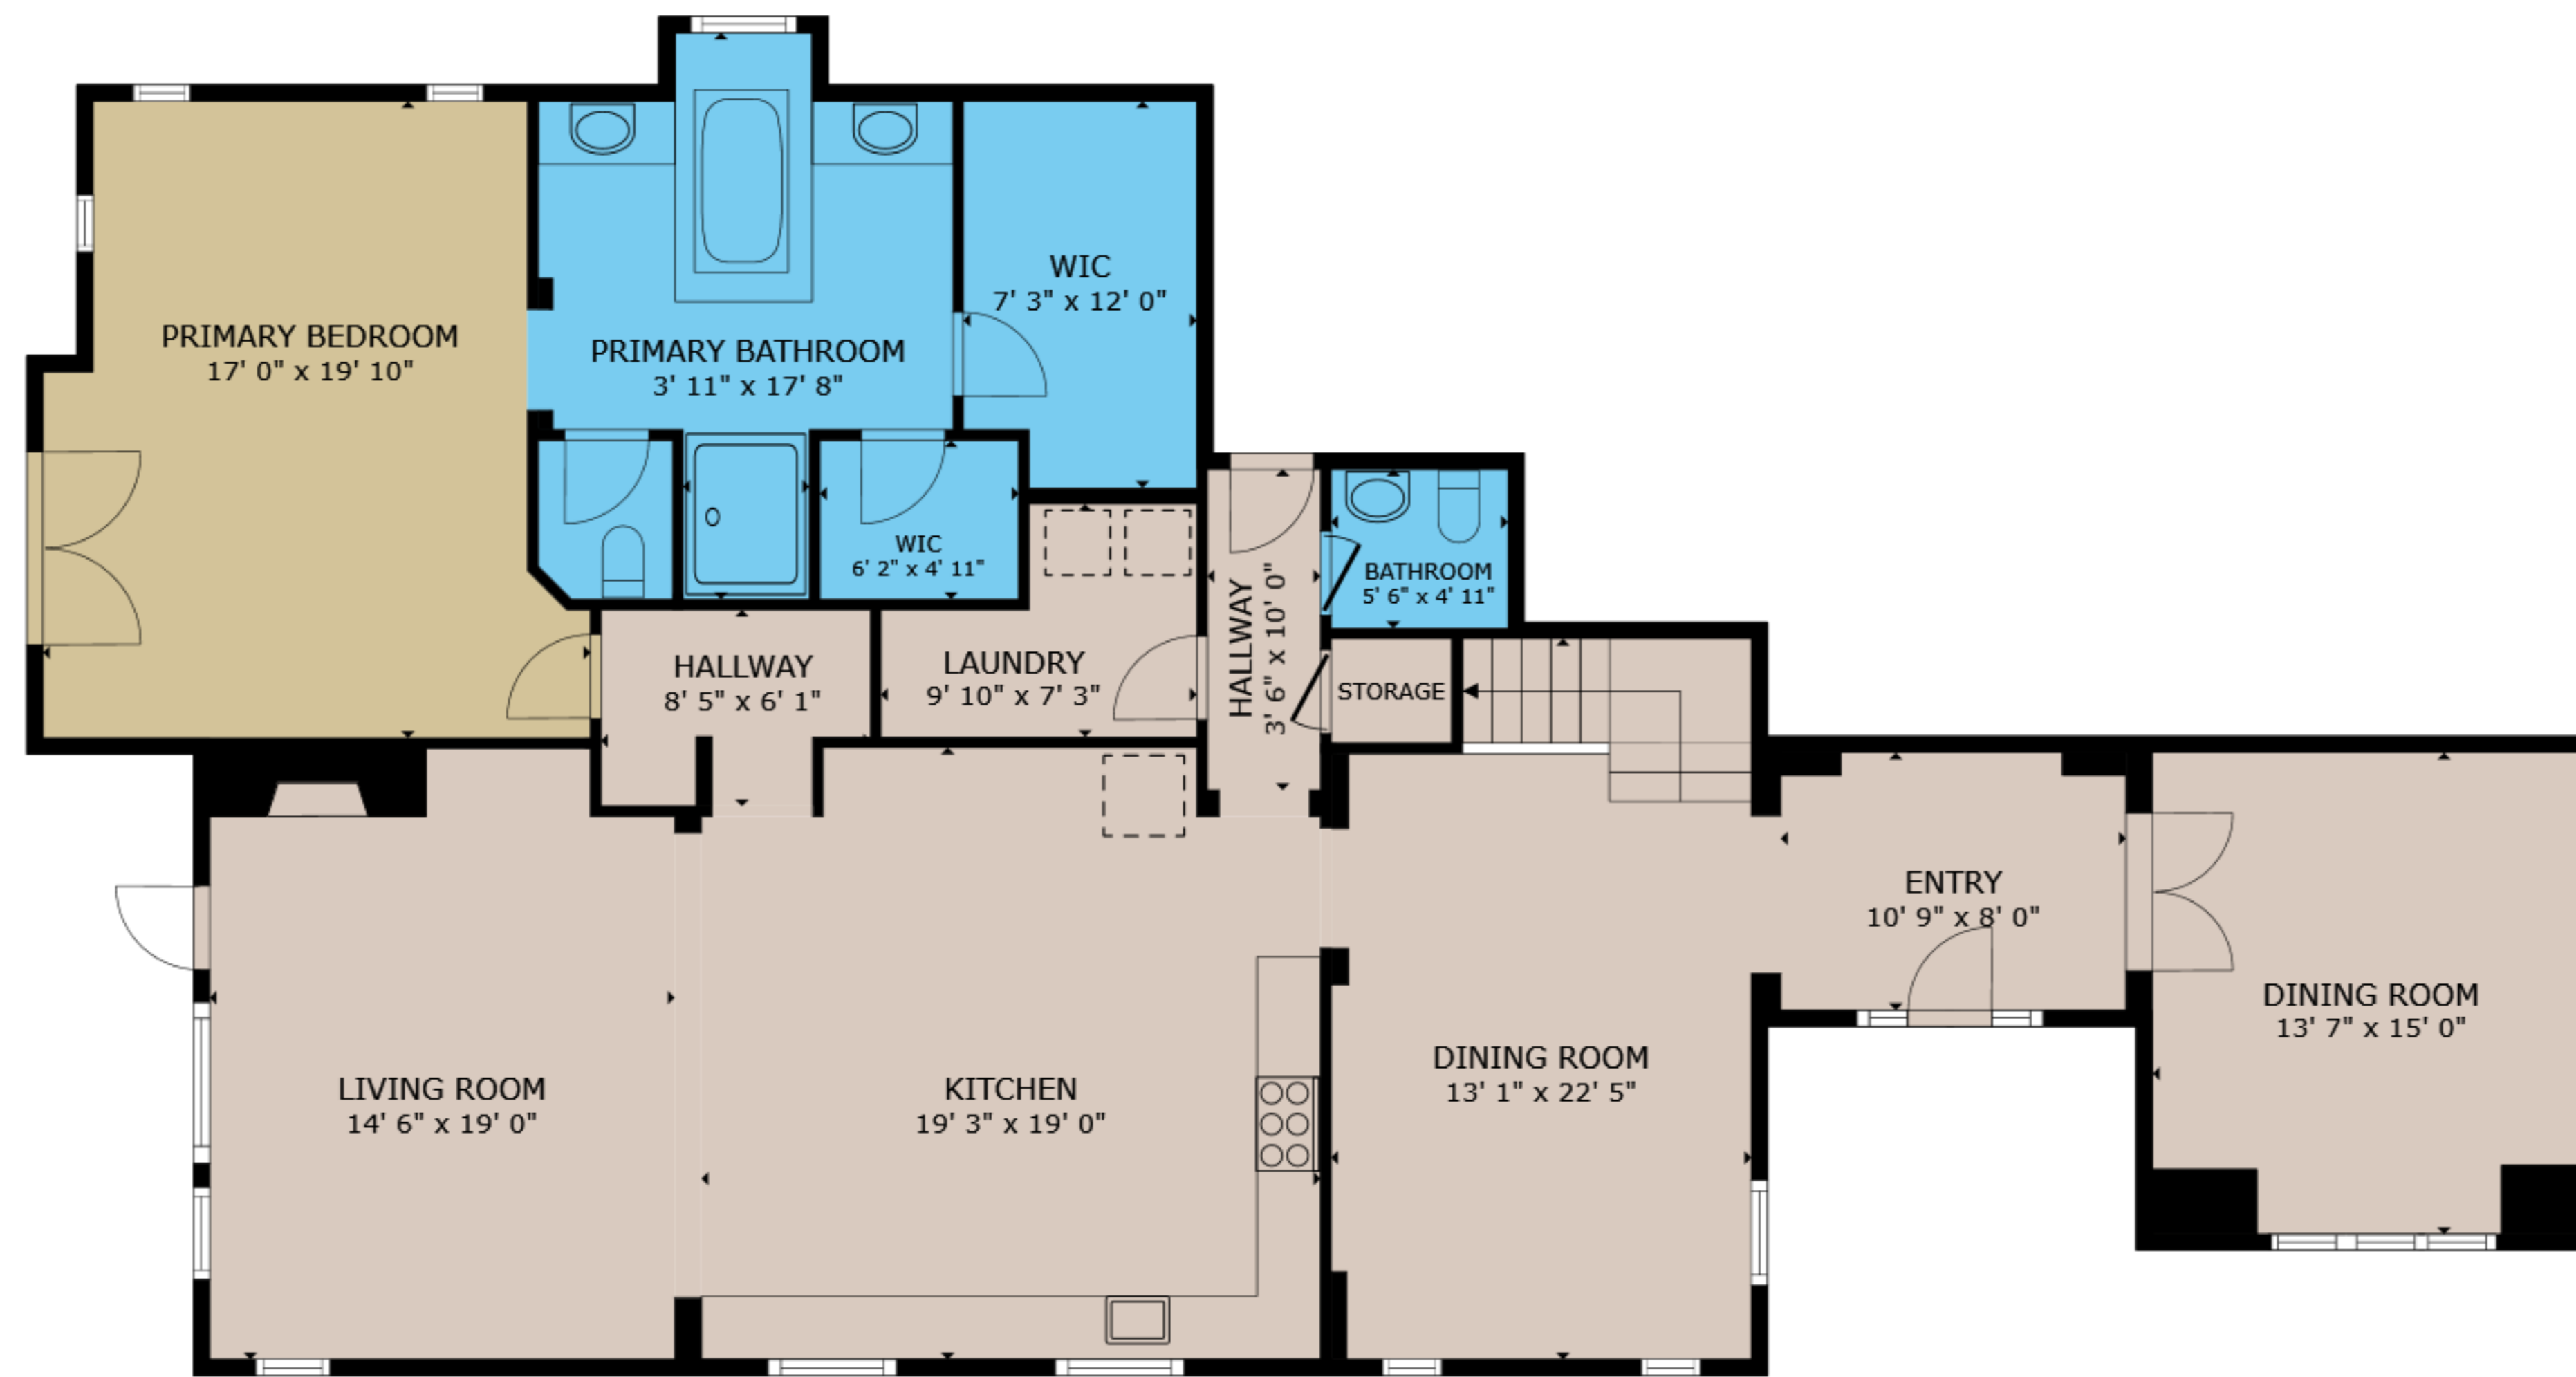 WIC
7' 3" x 12' 0"
PRIMARY BEDROOM
17' 0" x 19' 10"
PRIMARY BATHROOM
3' 11" x 17' 8"
WIC
6' 2" x 4' 11"
BATHROOM
5' 6" x 4' 11"
HALLWAY
8' 5" x 6' 1"
LAUNDRY
9' 10" x 7' 3"
HALLWAY
3' 6" x 10' 0"
STORAGE
ENTRY
10' 9" x 8' 0"
DINING ROOM
13' 7" x 15' 0"
LIVING ROOM
14' 6" x 19' 0"
KITCHEN
19' 3" x 19' 0"
DINING ROOM
13' 1" x 22' 5"